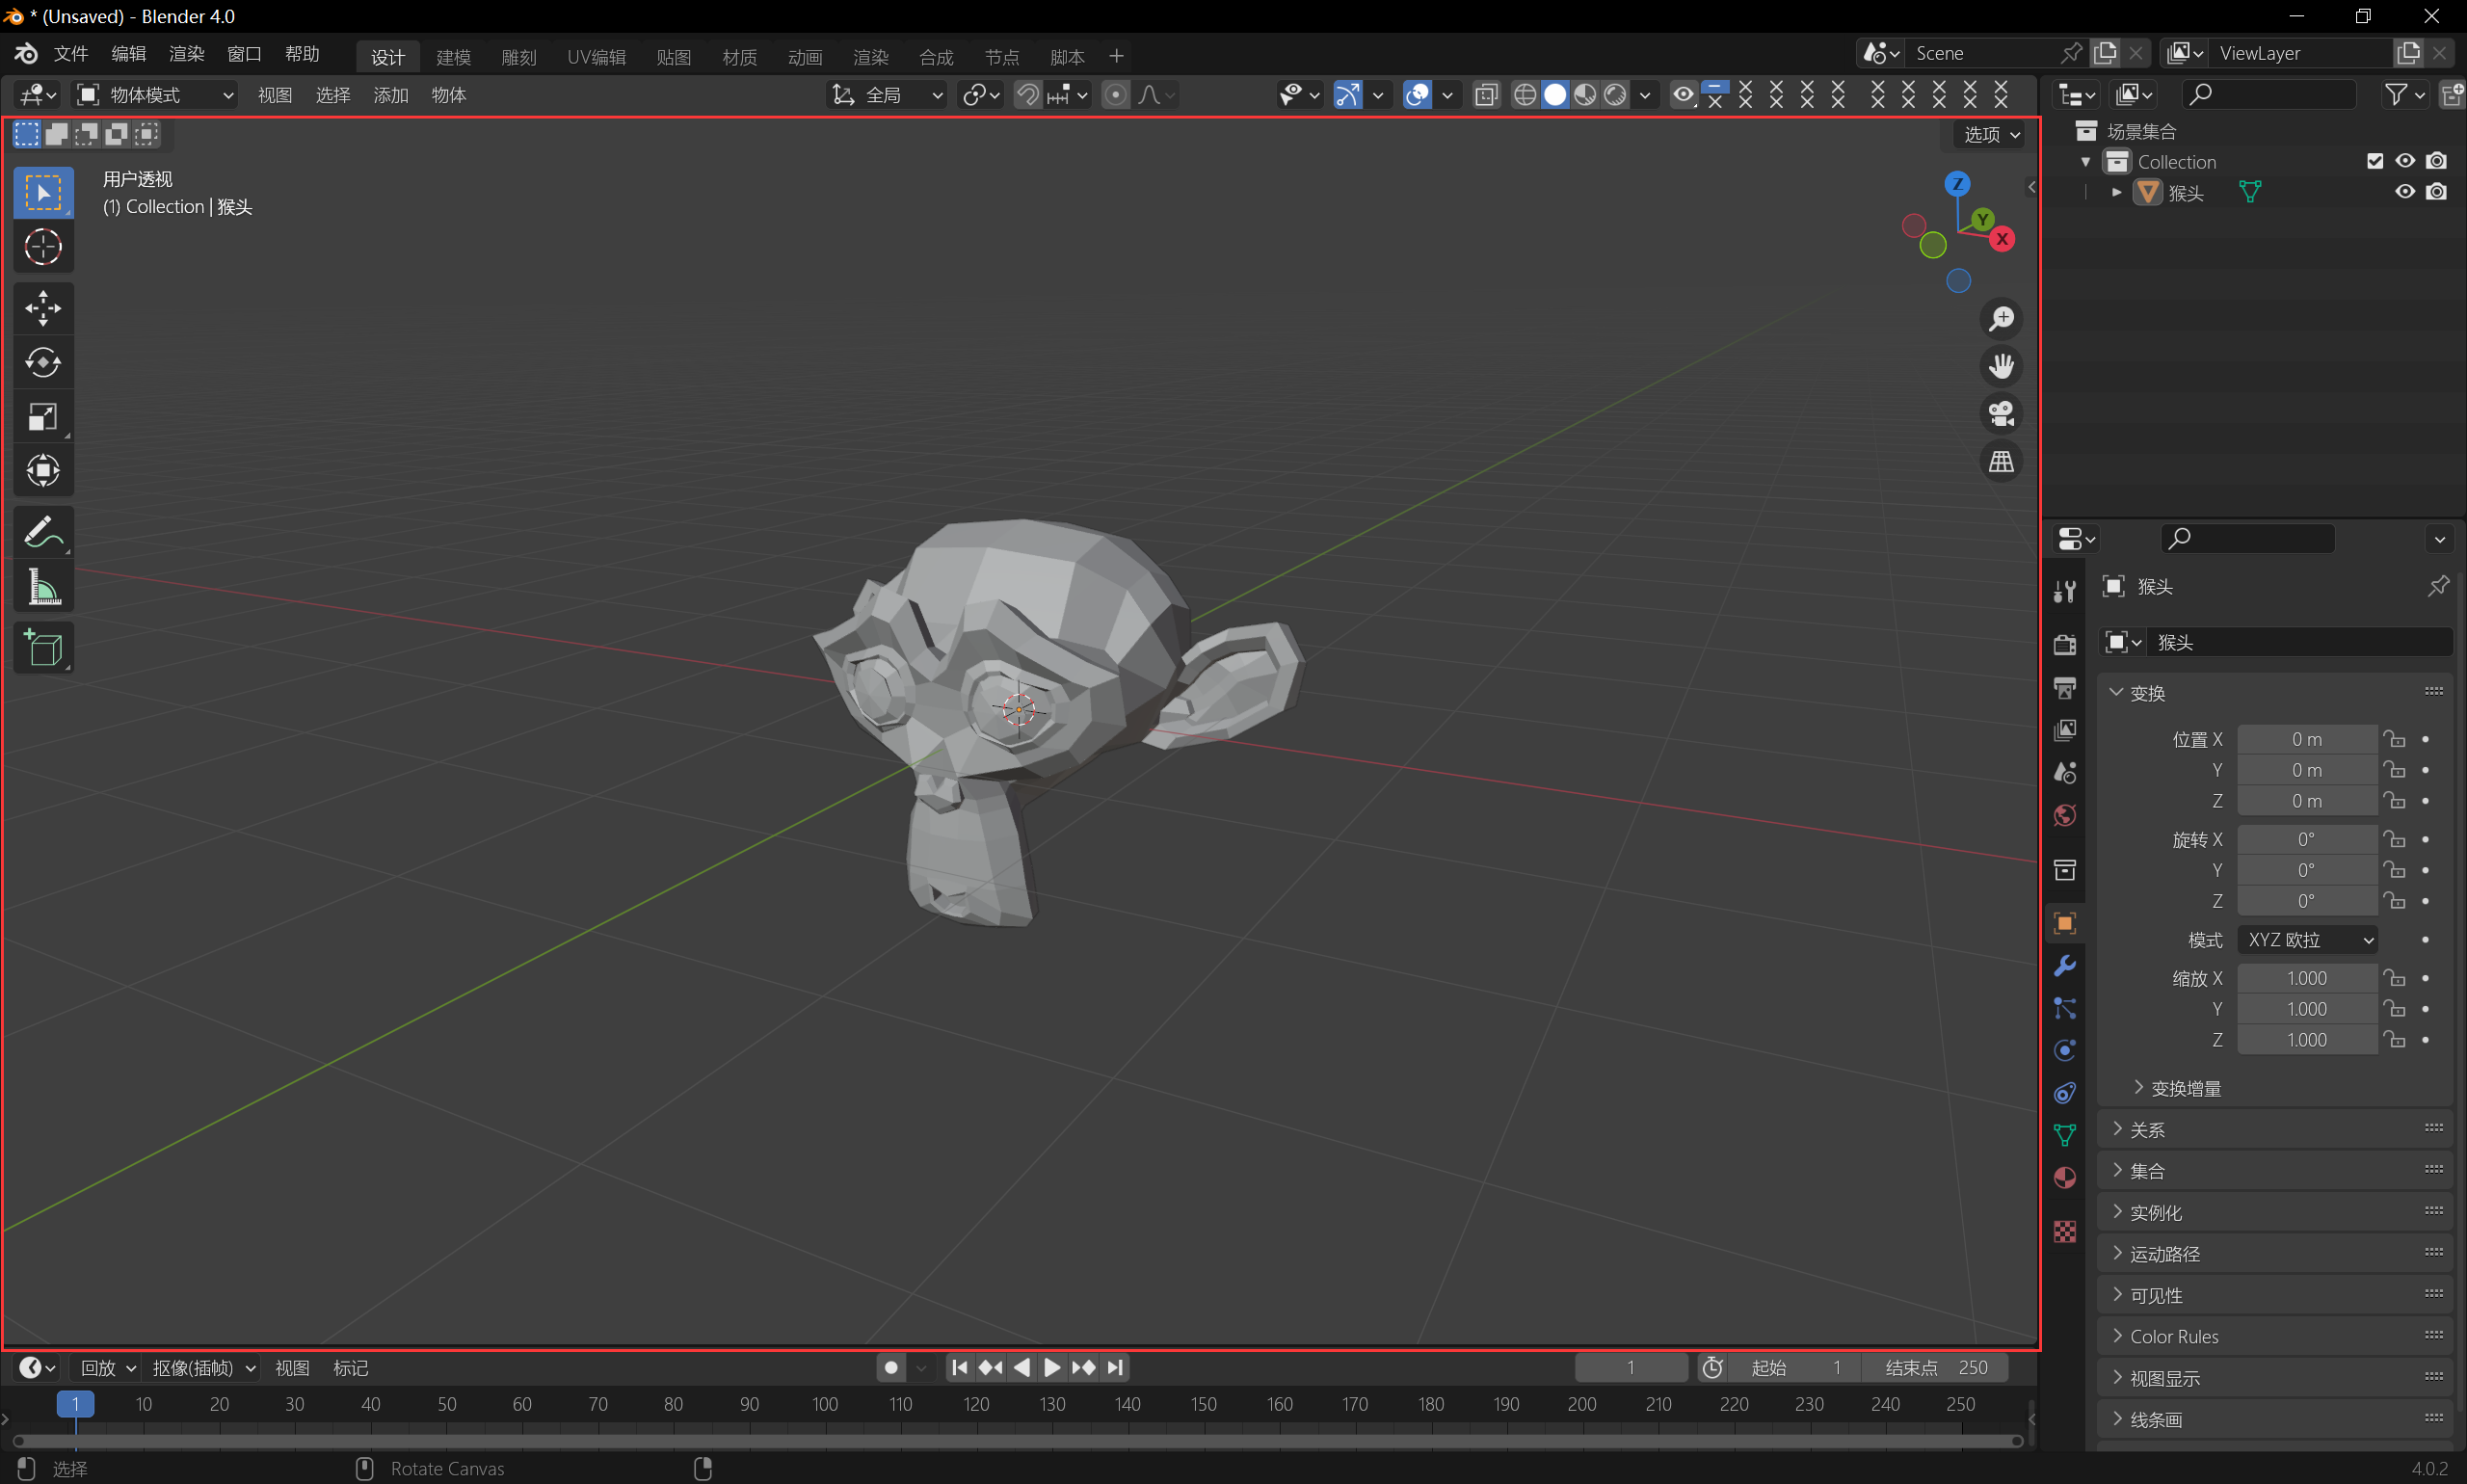 * (Unsaved) - Blender 4.0
文件 编辑 渲染 窗口 帮助 设计 建模 雕刻 UV编辑 贴图 材质 动画 渲染 合成 节点 脚本 + Scene ViewLayer
物体模式 视图 选择 添加 物体 全局
选项
用户透视
(1) Collection | 猴头
Z
Y
X
场景集合
Collection
猴头
猴头
猴头
变换
位置 X 0 m
Y 0 m
Z 0 m
旋转 X 0°
Y 0°
Z 0°
模式 XYZ 欧拉
缩放 X 1.000
Y 1.000
Z 1.000
变换增量
关系
集合
实例化
运动路径
可见性
Color Rules
视图显示
线条画
回放 抠像(插帧) 视图 标记 1 起始 1 结束点 250
1 10 20 30 40 50 60 70 80 90 100 110 120 130 140 150 160 170 180 190 200 210 220 230 240 250
选择 Rotate Canvas 4.0.2